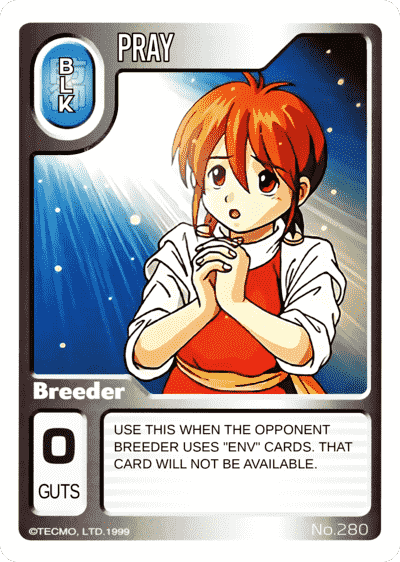 PRAY
BLK
Breeder
0
GUTS
USE THIS WHEN THE OPPONENT
BREEDER USES "ENV" CARDS. THAT
CARD WILL NOT BE AVAILABLE.
©TECMO, LTD.1999
No.280